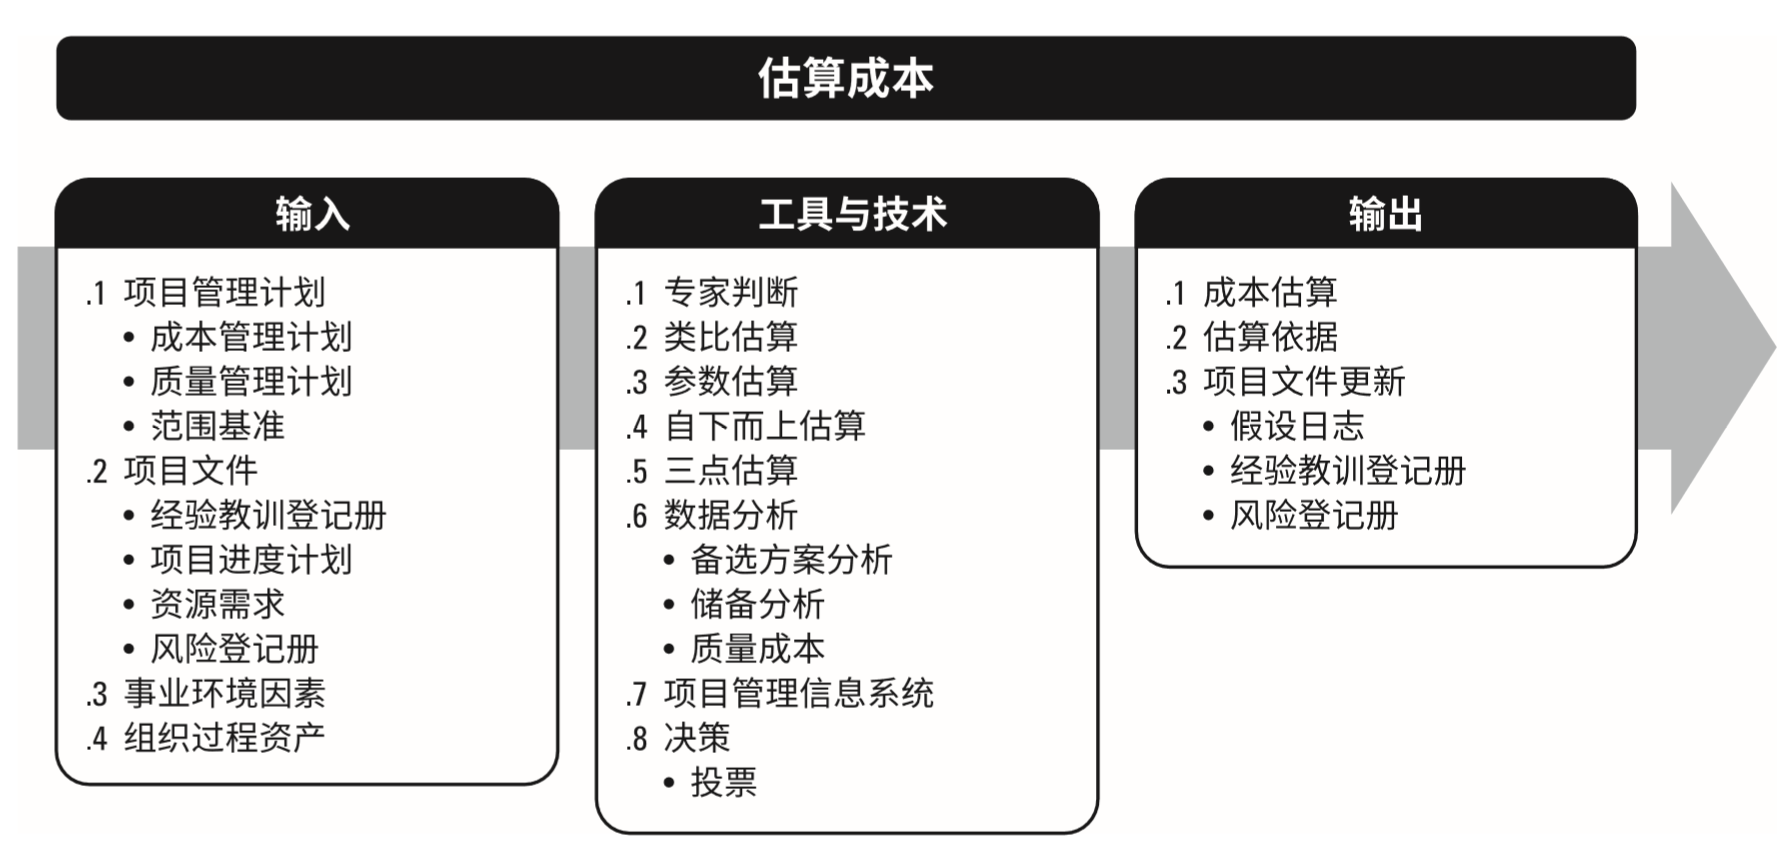 估算成本
输入
.1 项目管理计划
• 成本管理计划
• 质量管理计划
• 范围基准
.2 项目文件
• 经验教训登记册
• 项目进度计划
• 资源需求
• 风险登记册
.3 事业环境因素
.4 组织过程资产
工具与技术
.1 专家判断
.2 类比估算
.3 参数估算
.4 自下而上估算
.5 三点估算
.6 数据分析
• 备选方案分析
• 储备分析
• 质量成本
.7 项目管理信息系统
.8 决策
• 投票
输出
.1 成本估算
.2 估算依据
.3 项目文件更新
• 假设日志
• 经验教训登记册
• 风险登记册